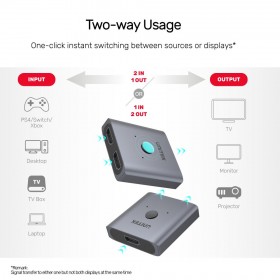 Two-way Usage
One-click instant switching between sources or displays*
INPUT
2 IN
1 OUT
OR
1 IN
2 OUT
OUTPUT
PS4/Switch/
Xbox
Desktop
TV Box
Laptop
TV
Monitor
Projector
UNITEK
UNITEK
*Remark:
Signal transfer to either one but not both displays at the same time